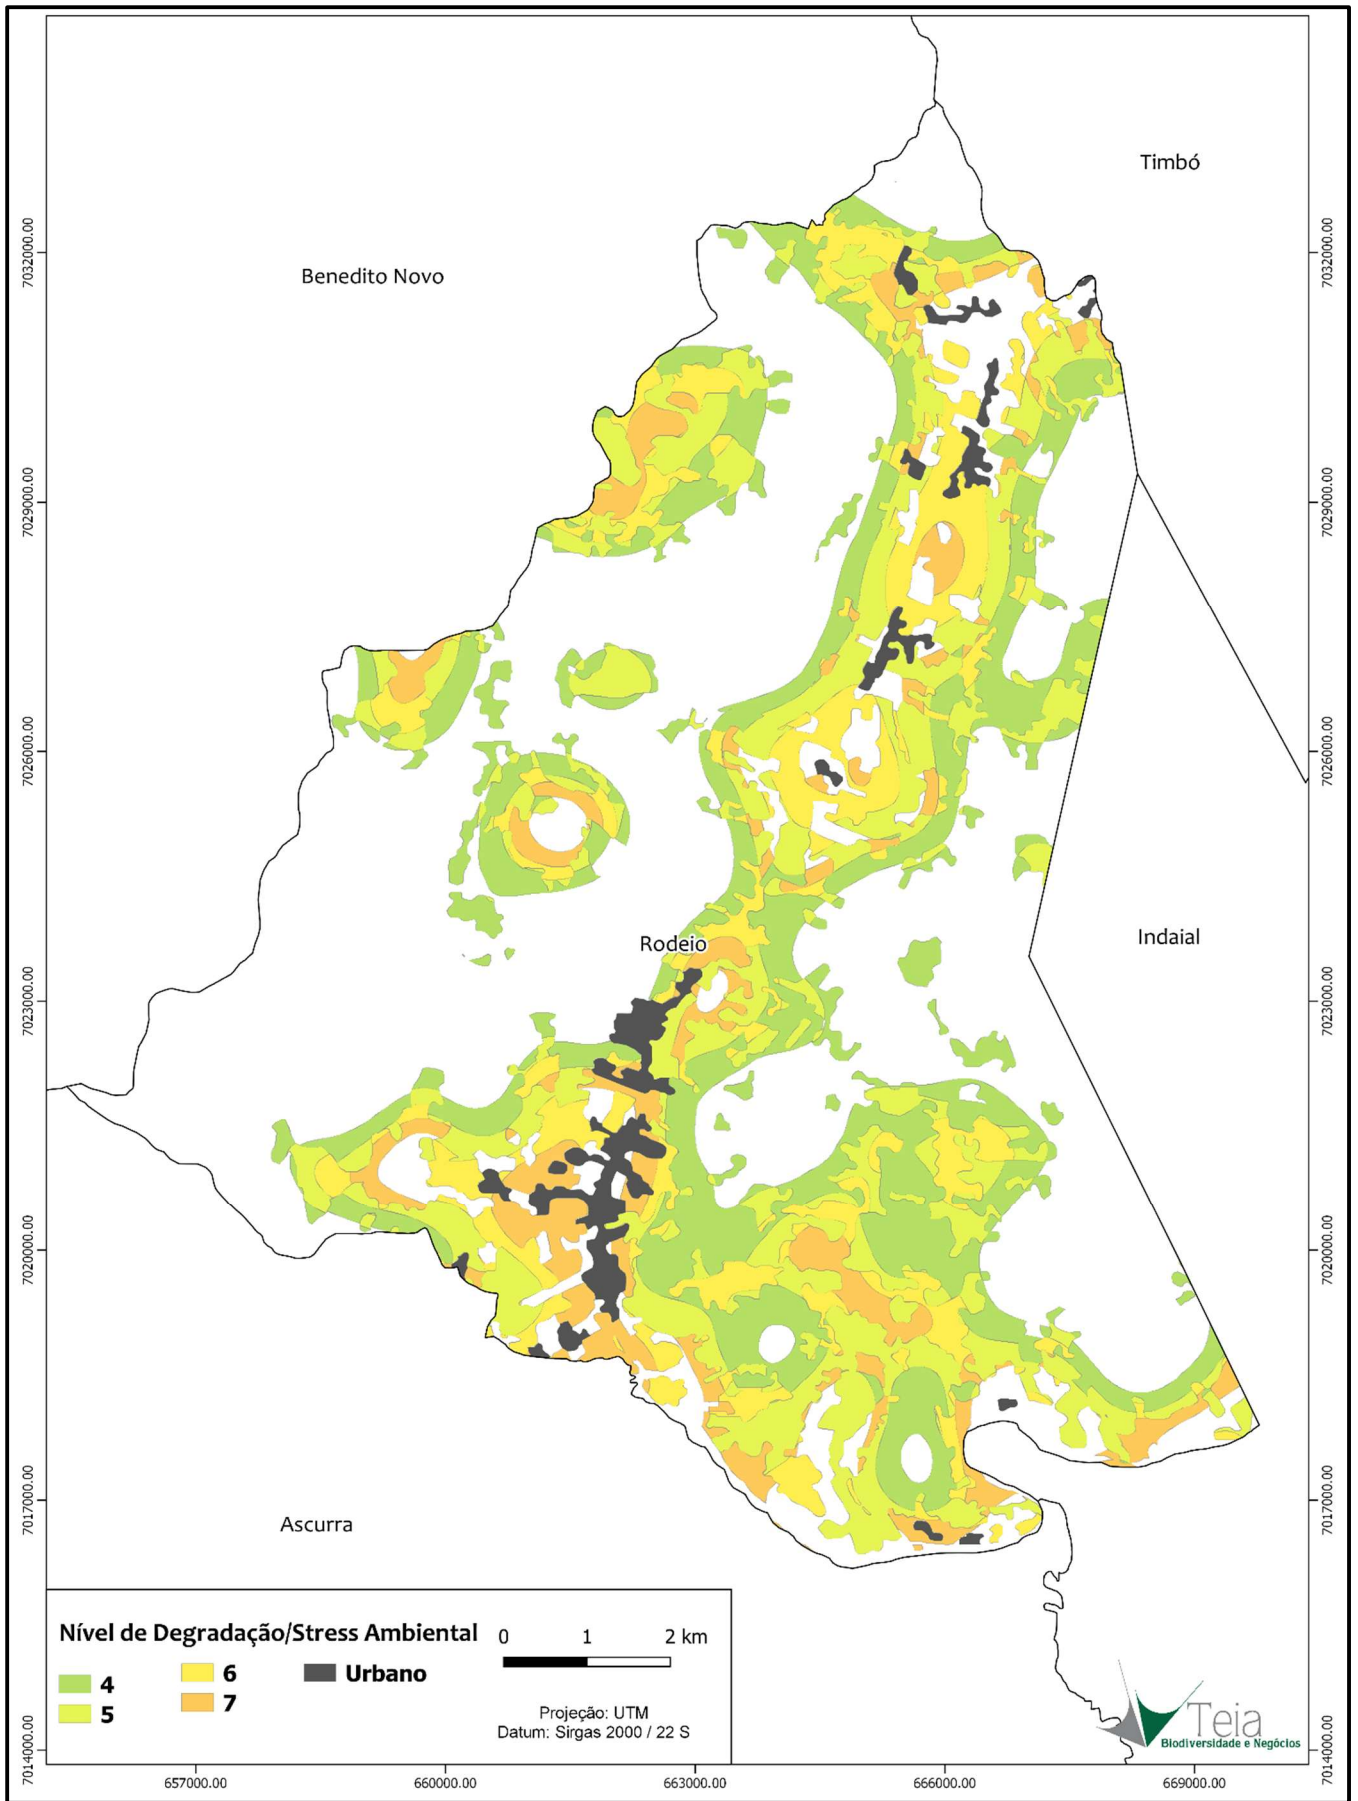 Timbó
Benedito Novo
Rodeio
Indaial
Ascurra
7032000.00
7029000.00
7026000.00
7023000.00
7020000.00
7017000.00
7014000.00
7032000.00
7029000.00
7026000.00
7023000.00
7020000.00
7017000.00
7014000.00
Nível de Degradação/Stress Ambiental
4
5
6
7
Urbano
0 1 2 km
Projeção: UTM
Datum: Sirgas 2000 / 22 S
Teia
Biodiversidade e Negócios
657000.00 660000.00 663000.00 666000.00 669000.00